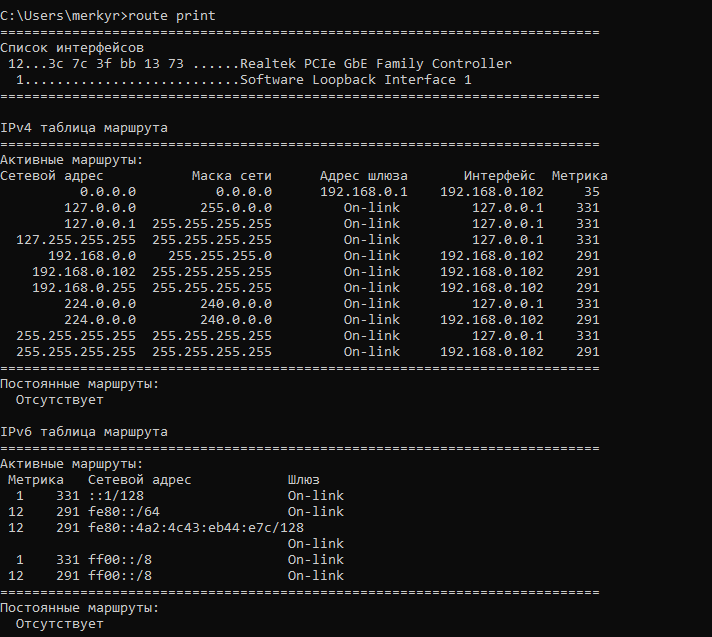 C:\Users\merkyr>route print
===========================================================================
Список интерфейсов
 12...3c 7c 3f bb 13 73 ......Realtek PCIe GbE Family Controller
  1...........................Software Loopback Interface 1
===========================================================================
IPv4 таблица маршрута
===========================================================================
Активные маршруты:
Сетевой адрес           Маска сети      Адрес шлюза       Интерфейс  Метрика
          0.0.0.0          0.0.0.0      192.168.0.1    192.168.0.102     35
        127.0.0.0        255.0.0.0         On-link         127.0.0.1    331
        127.0.0.1  255.255.255.255         On-link         127.0.0.1    331
  127.255.255.255  255.255.255.255         On-link         127.0.0.1    331
      192.168.0.0    255.255.255.0         On-link     192.168.0.102    291
    192.168.0.102  255.255.255.255         On-link     192.168.0.102    291
    192.168.0.255  255.255.255.255         On-link     192.168.0.102    291
        224.0.0.0        240.0.0.0         On-link         127.0.0.1    331
        224.0.0.0        240.0.0.0         On-link     192.168.0.102    291
  255.255.255.255  255.255.255.255         On-link         127.0.0.1    331
  255.255.255.255  255.255.255.255         On-link     192.168.0.102    291
===========================================================================
Постоянные маршруты:
  Отсутствует
IPv6 таблица маршрута
===========================================================================
Активные маршруты:
 Метрика   Сетевой адрес            Шлюз
  1    331 ::1/128                  On-link
 12    291 fe80::/64                On-link
 12    291 fe80::4a2:4c43:eb44:e7c/128
                                    On-link
  1    331 ff00::/8                 On-link
 12    291 ff00::/8                 On-link
===========================================================================
Постоянные маршруты:
  Отсутствует